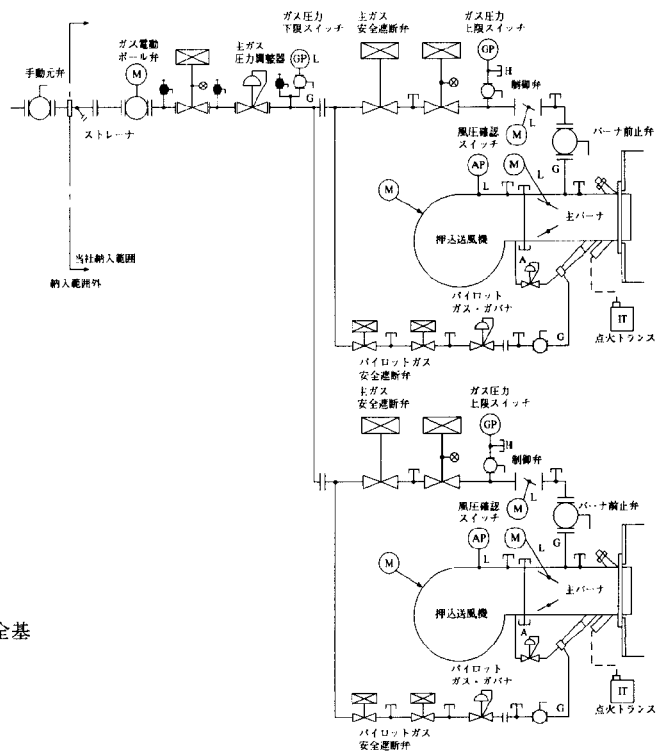 ガス電動
ボール弁
主ガス
圧力調整器
ガス圧力
下限スイッチ
主ガス
安全遮断弁
ガス圧力
上限スイッチ
手動元弁
M
GP
L
GP
H
制御弁
G
ストレーナ
風圧確認
スイッチ
M
L
バーナ前止弁
AP
M
L
L
G
M
押込送風機
主バーナ
当社納入範囲
納入範囲外
A
パイロット
ガス・ガバナ
IT
点火トランス
G
パイロットガス
安全遮断弁
主ガス
安全遮断弁
ガス圧力
上限スイッチ
GP
H
制御弁
風圧確認
スイッチ
M
L
バーナ前止弁
AP
M
L
L
G
M
押込送風機
主バーナ
全基
A
パイロット
ガス・ガバナ
IT
点火トランス
G
パイロットガス
安全遮断弁